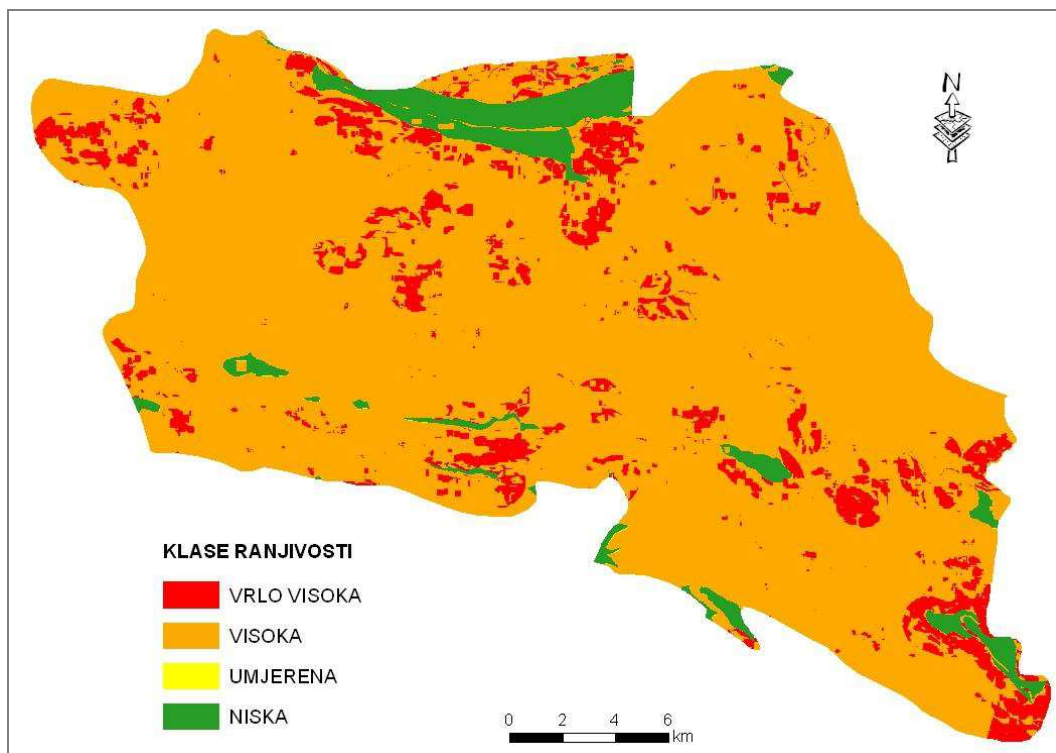 N
KLASE RANJIVOSTI
VRLO VISOKA
VISOKA
UMJERENA
NISKA
0 2 4 6
km